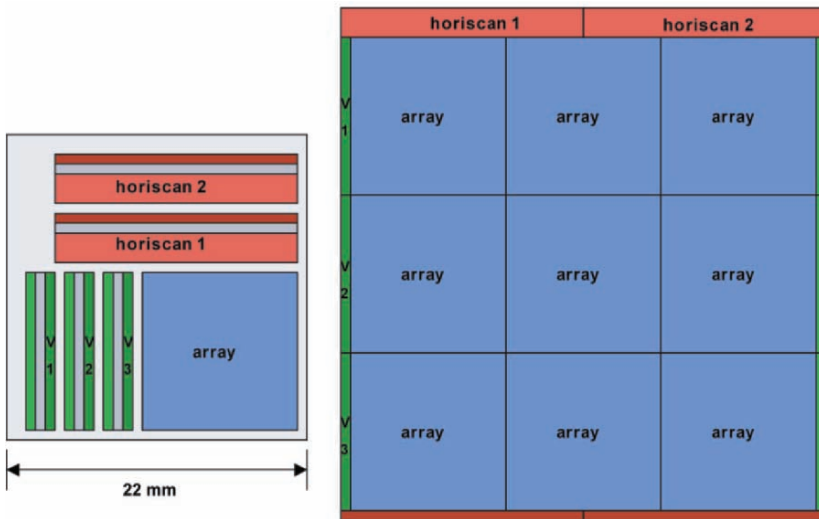 horiscan 2
horiscan 1
V V V
1 2 3
array
22 mm
horiscan 1 horiscan 2
V
1
array array array
V
2
array array array
V
3
array array array